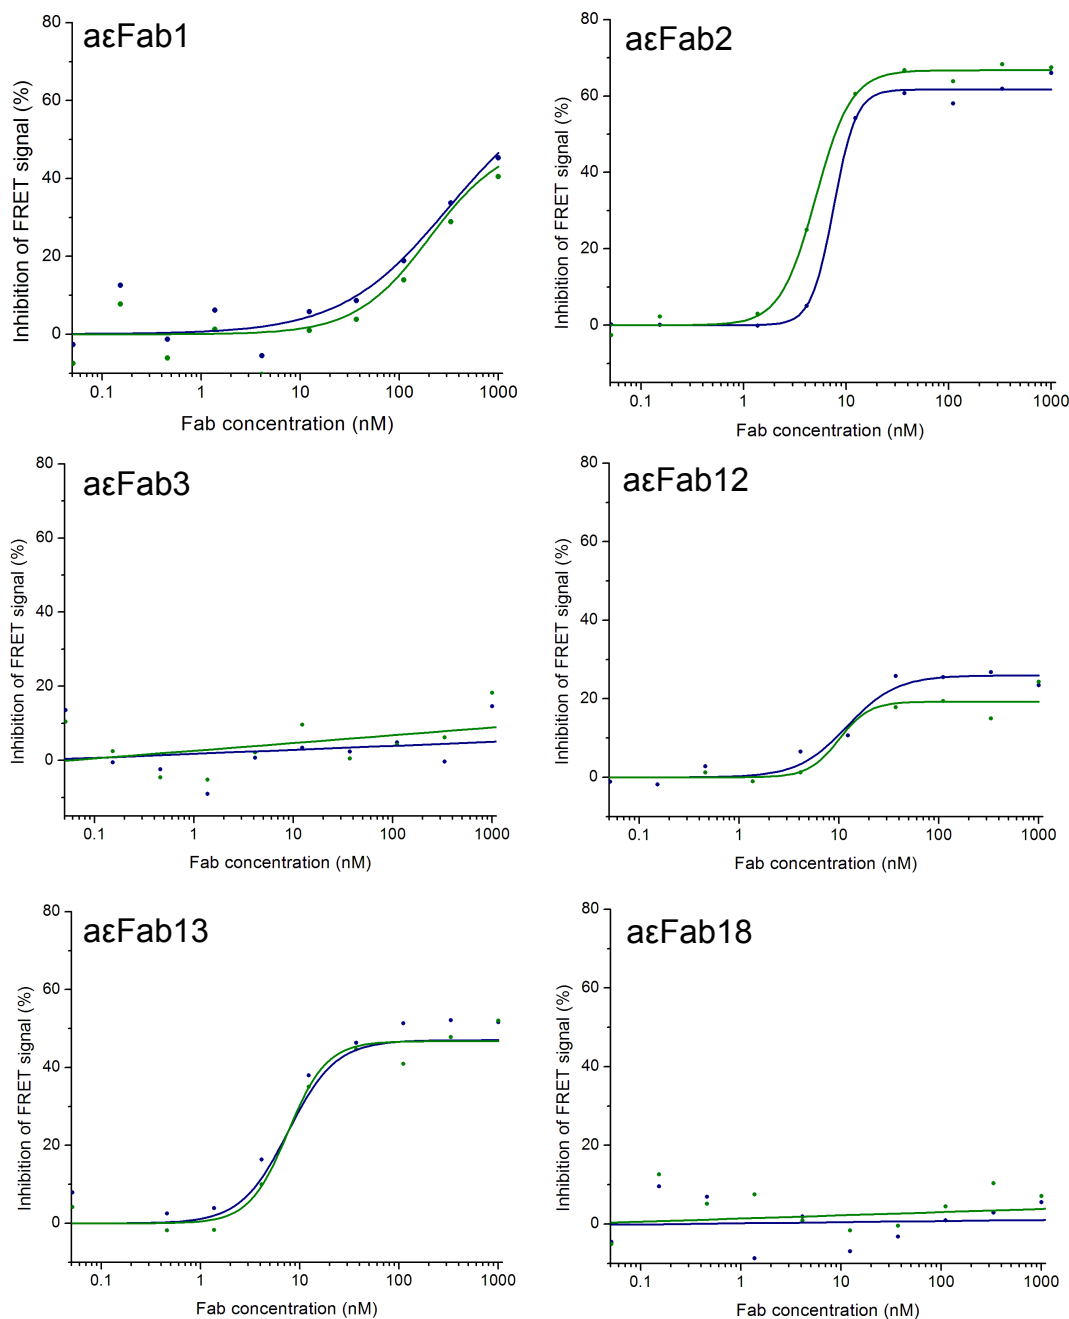 aεFab1
Inhibition of FRET signal (%)
80
60
40
20
0
0.1 1 10 100 1000
Fab concentration (nM)
aεFab2
Inhibition of FRET signal (%)
80
60
40
20
0
0.1 1 10 100 1000
Fab concentration (nM)
aεFab3
Inhibition of FRET signal (%)
80
60
40
20
0
0.1 1 10 100 1000
Fab concentration (nM)
aεFab12
Inhibition of FRET signal (%)
80
60
40
20
0
0.1 1 10 100 1000
Fab concentration (nM)
aεFab13
Inhibition of FRET signal (%)
80
60
40
20
0
0.1 1 10 100 1000
Fab concentration (nM)
aεFab18
Inhibition of FRET signal (%)
80
60
40
20
0
0.1 1 10 100 1000
Fab concentration (nM)